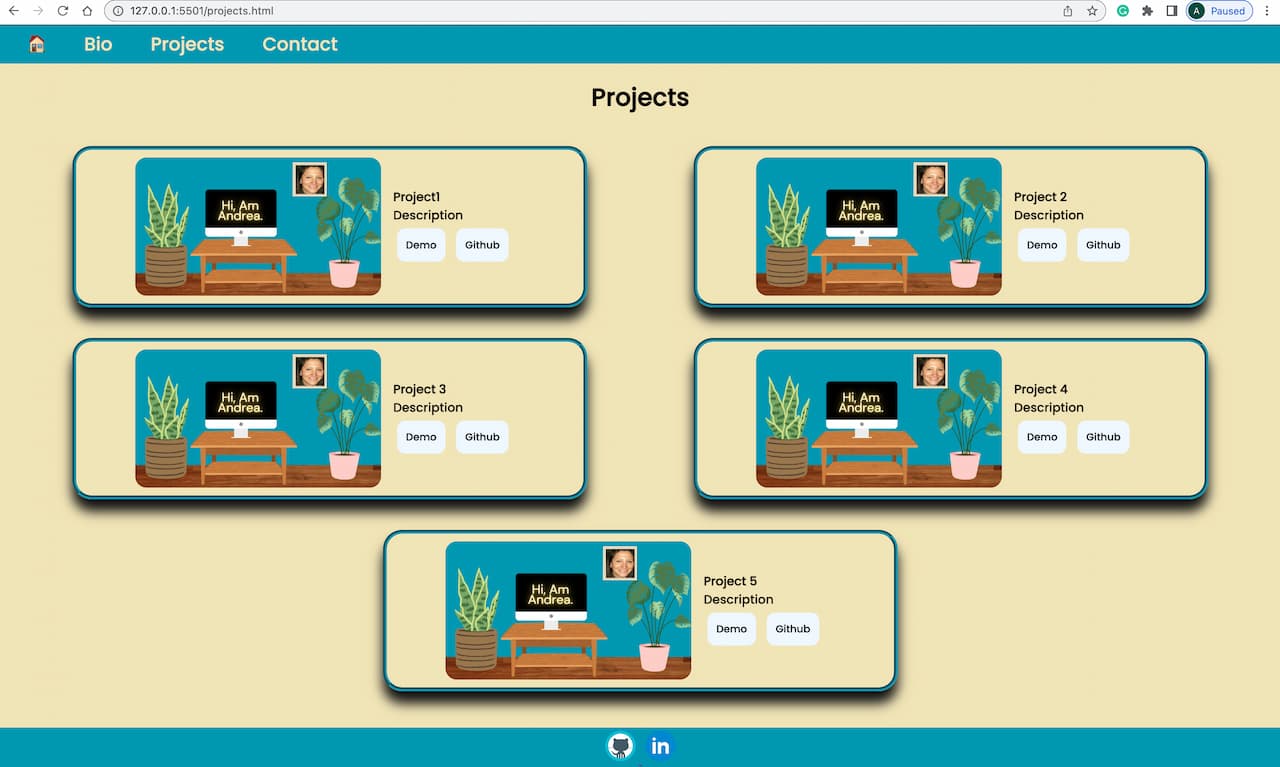 127.0.0.1:5501/projects.html
A Paused
Bio Projects Contact
Projects
Hi, Am
Andrea.
Project1
Description
Demo Github
Hi, Am
Andrea.
Project 2
Description
Demo Github
Hi, Am
Andrea.
Project 3
Description
Demo Github
Hi, Am
Andrea.
Project 4
Description
Demo Github
Hi, Am
Andrea.
Project 5
Description
Demo Github
in